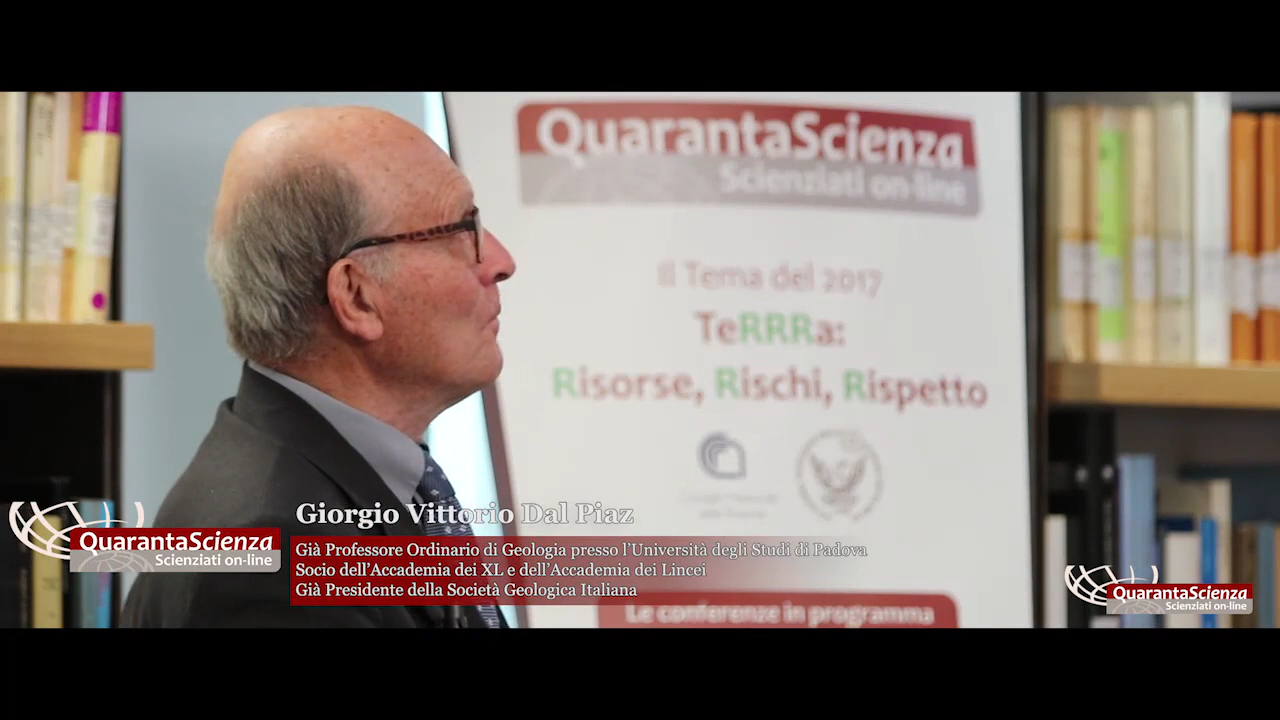 QuarantaScienza
Scienziati on-line
Il Tema del 2017
TeRRRa:
Risorse, Rischi, Rispetto
Giorgio Vittorio Dal Piaz
QuarantaScienza
Scienziati on-line
Già Professore Ordinario di Geologia presso l'Università degli Studi di Padova
Socio dell'Accademia dei XL e dell'Accademia dei Lincei
Già Presidente della Società Geologica Italiana
Le conferenze in programma
QuarantaScienza
Scienziati on-line